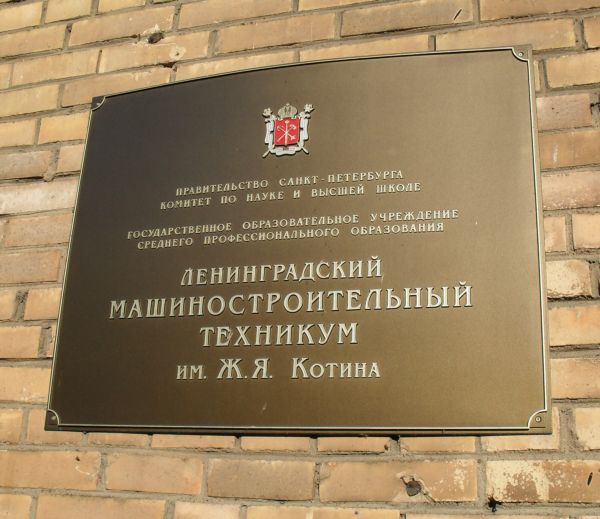 ПРАВИТЕЛЬСТВО САНКТ-ПЕТЕРБУРГА
КОМИТЕТ ПО НАУКЕ И ВЫСШЕЙ ШКОЛЕ
ГОСУДАРСТВЕННОЕ ОБРАЗОВАТЕЛЬНОЕ УЧРЕЖДЕНИЕ
СРЕДНЕГО ПРОФЕССИОНАЛЬНОГО ОБРАЗОВАНИЯ
ЛЕНИНГРАДСКИЙ
МАШИНОСТРОИТЕЛЬНЫЙ
ТЕХНИКУМ
ИМ. Ж.Я. КОТИНА